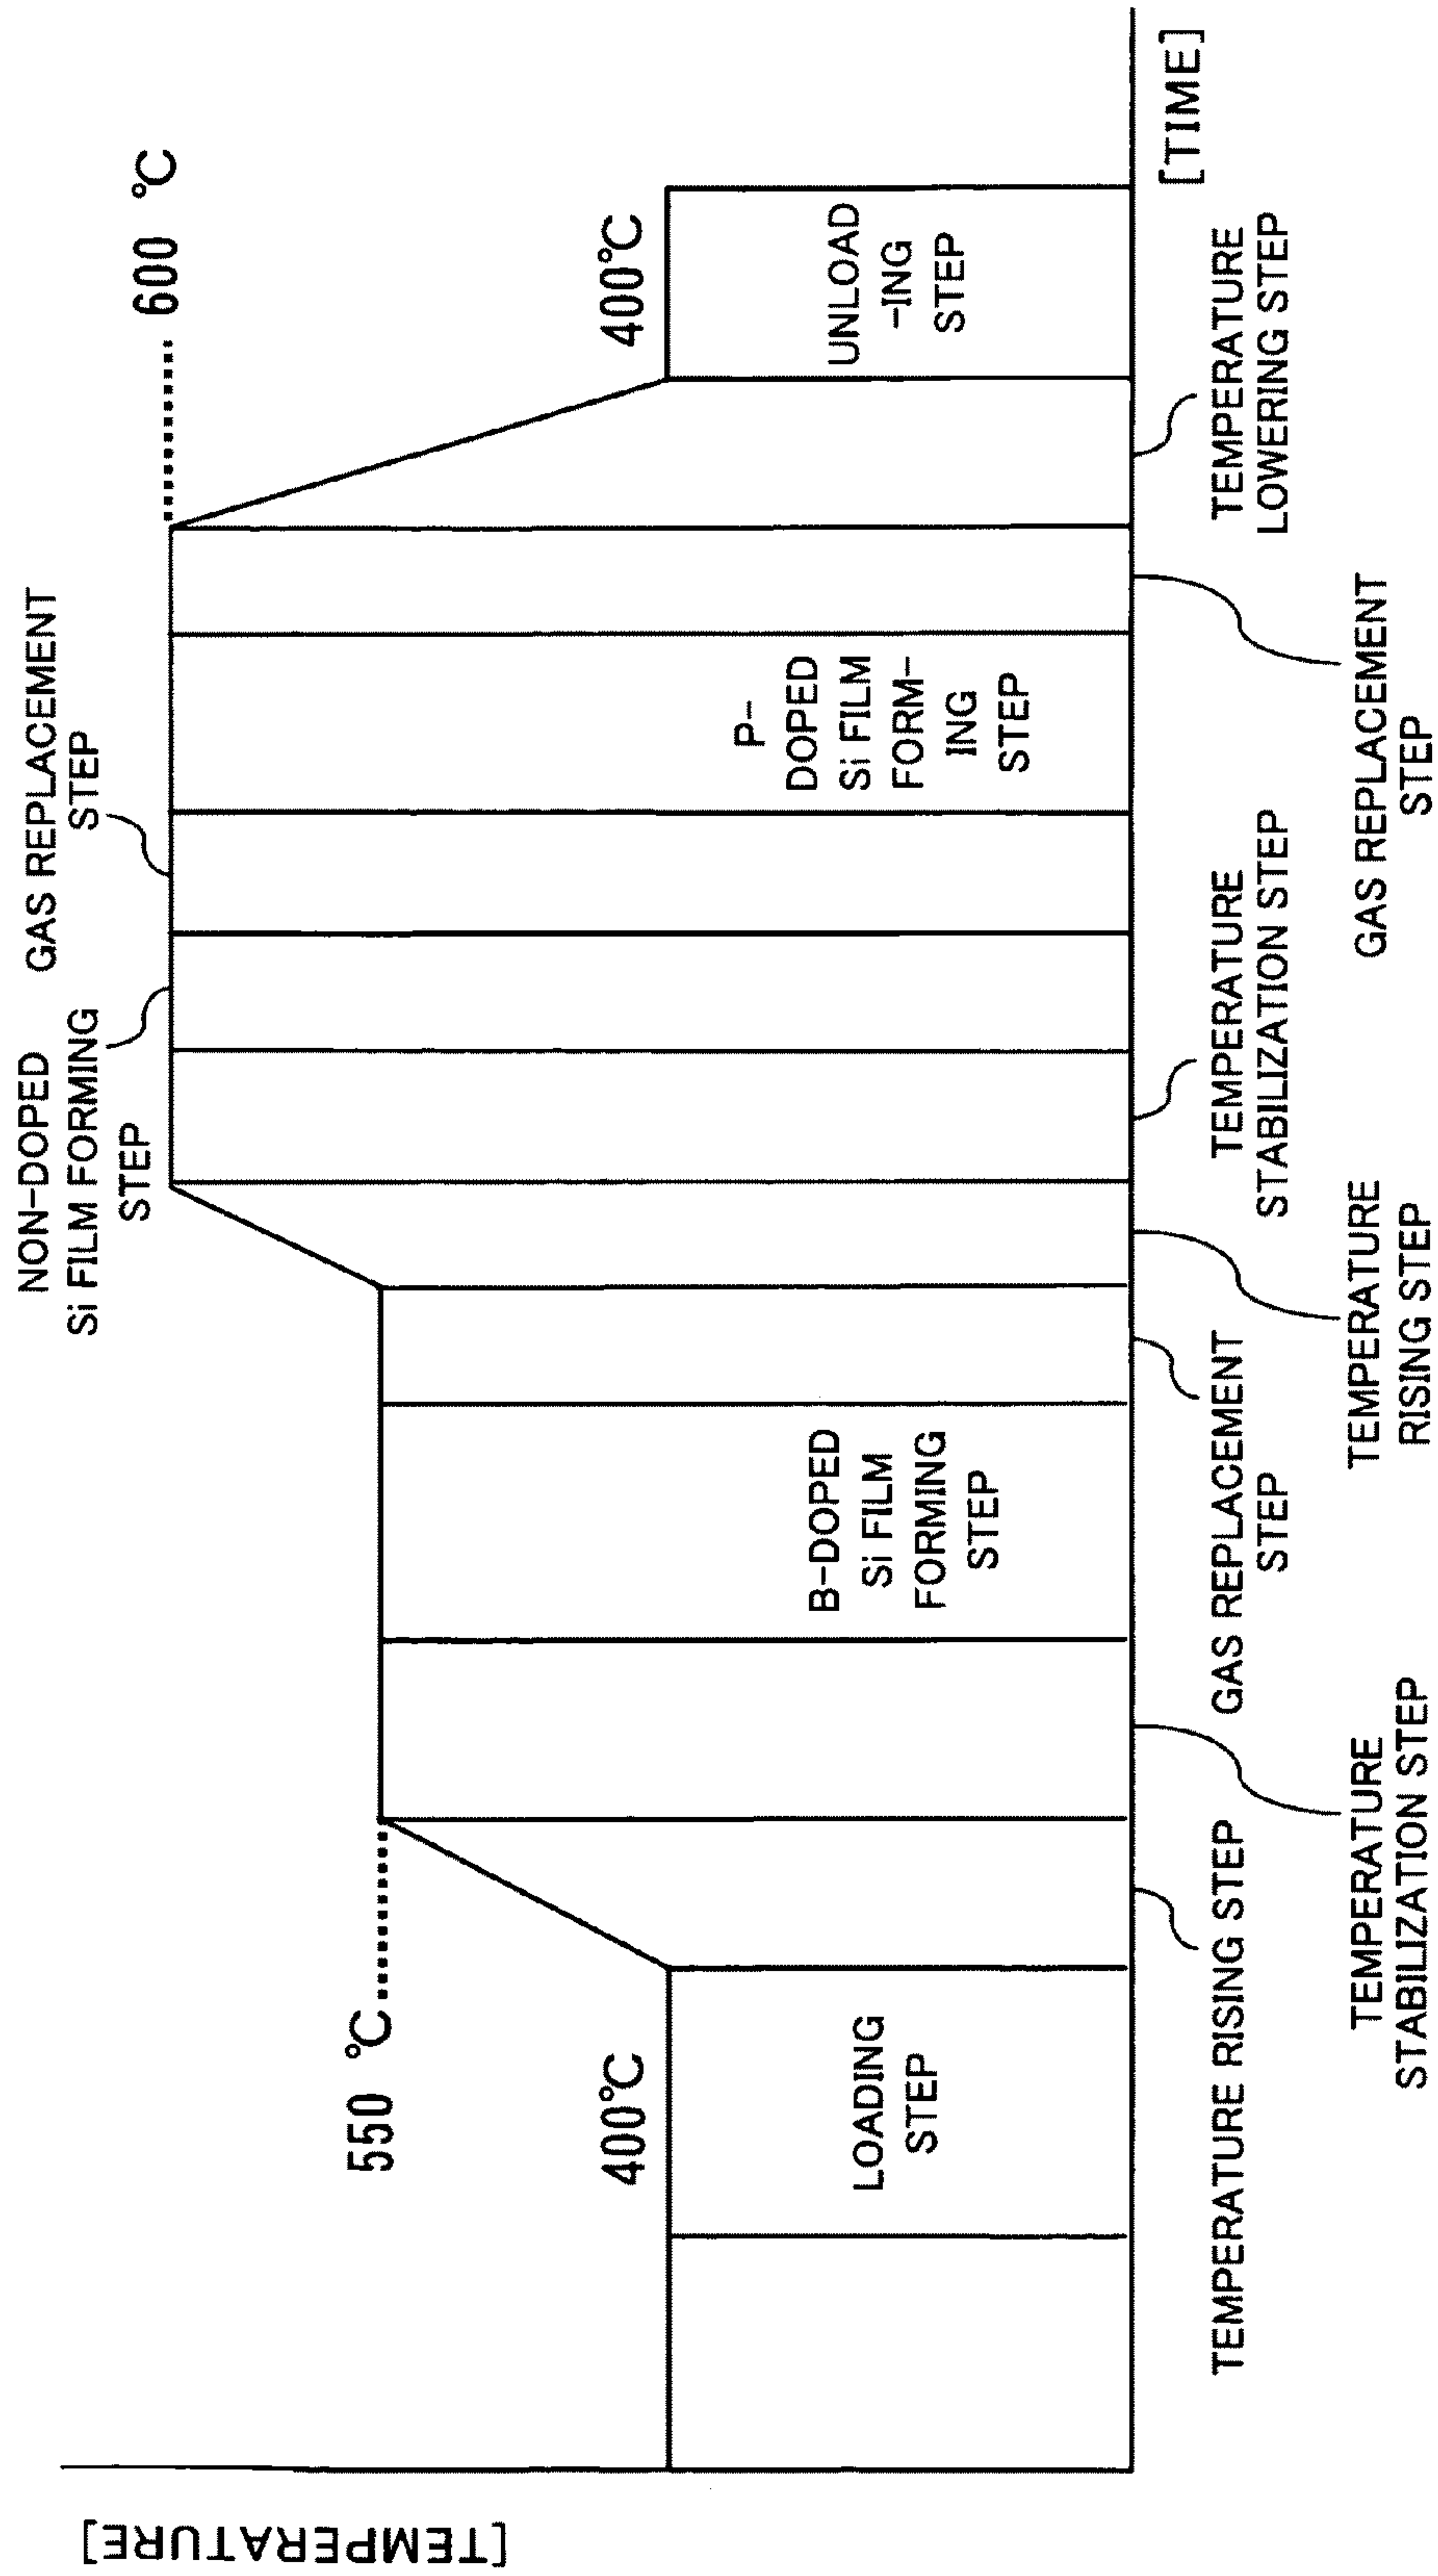 [TEMPERATURE]
NON-DOPED
Si FILM FORMING
STEP
GAS REPLACEMENT
STEP
600 °C
550 °C
400°C
400°C
LOADING
STEP
B-DOPED
Si FILM
FORMING
STEP
P-
DOPED
Si FILM
FORM-
ING
STEP
UNLOAD
-ING
STEP
[TIME]
TEMPERATURE RISING STEP
TEMPERATURE
STABILIZATION STEP
GAS REPLACEMENT
STEP
TEMPERATURE
RISING STEP
TEMPERATURE
STABILIZATION STEP
GAS REPLACEMENT
STEP
TEMPERATURE
LOWERING STEP